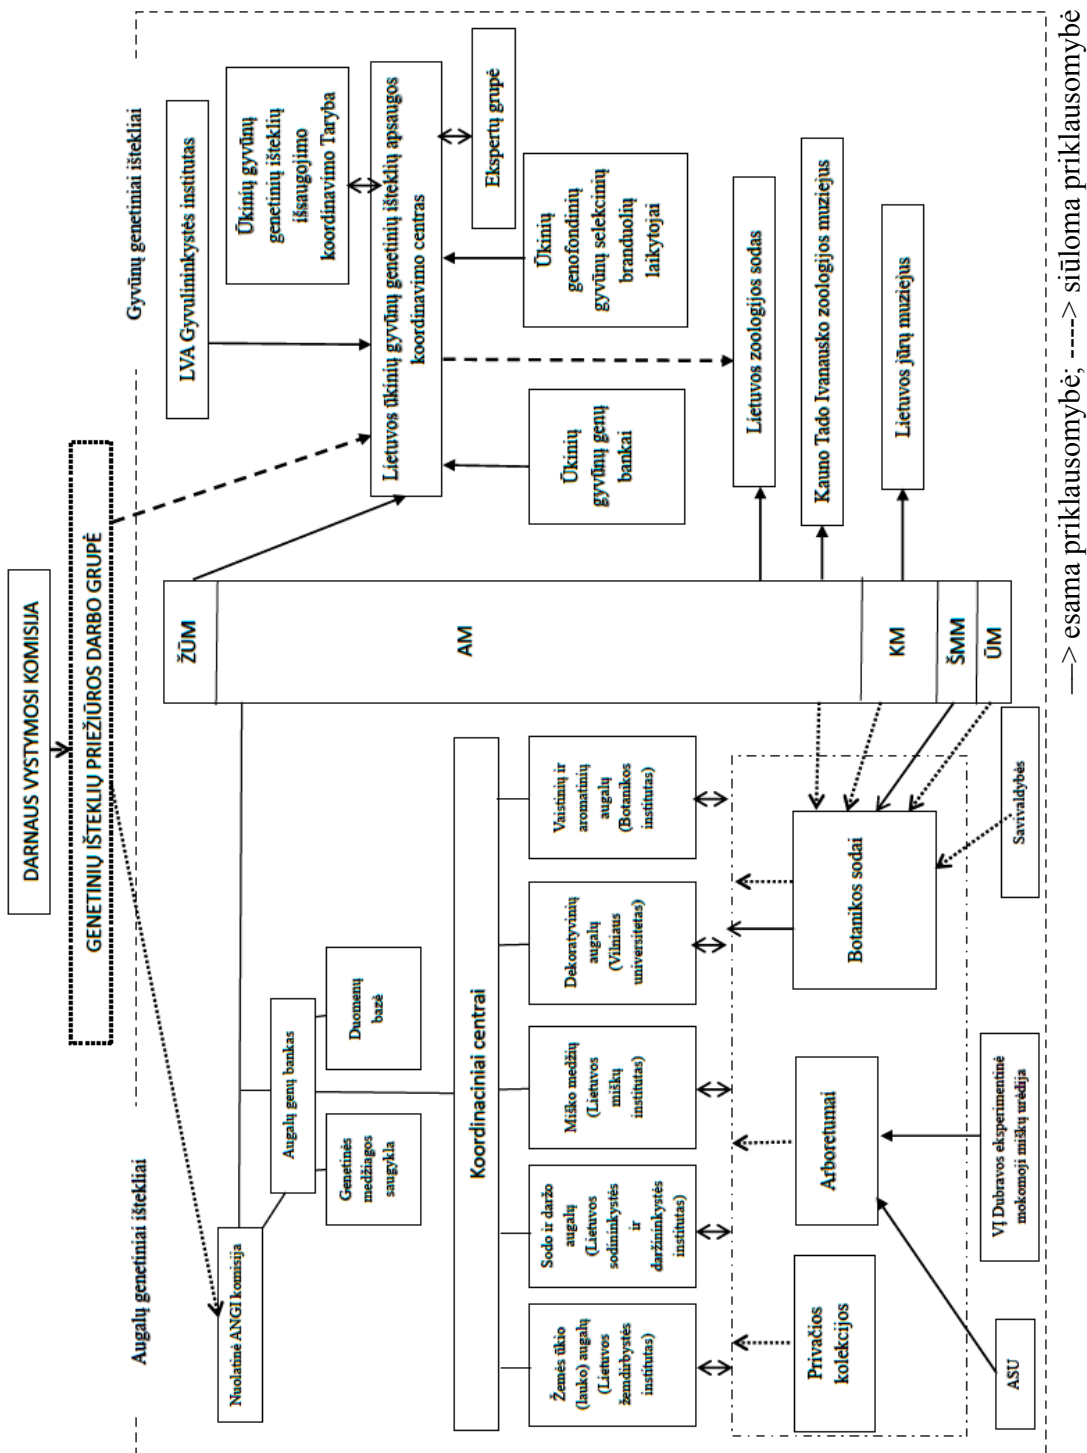 DARNAUS VYSTYMOSI KOMISIJA
GENETINIŲ IŠTEKLIŲ PRIEŽIŪROS DARBO GRUPĖ
Augalų genetiniai ištekliai
Gyvūnų genetiniai ištekliai
Nuolatinė ANGI komisija
Augalų genų bankas
Genetinės
medžiagos
saugykla
Duomenų
bazė
Koordinaciniai centrai
Žemės ūkio
(lauko) augalų
(Lietuvos
žemdirbystės
institutas)
Sodo ir daržo
augalų
(Lietuvos
sodininkystės
ir
daržininkystės
institutas)
Miško medžių
(Lietuvos
miškų
institutas)
Dekoratyvinių
augalų
(Vilniaus
universitetas)
Vaistinių ir
aromatinių
augalų
(Botanikos
institutas)
Privačios
kolekcijos
Arboretumai
Botanikos sodai
ASU
VĮ Dubravos eksperimentinė
mokomoji miškų urėdija
Savivaldybės
ŽŪM
AM
KM
ŠMM
ŪM
LVA Gyvulininkystės institutas
Ūkinių gyvūnų
genetinių išteklių
išsaugojimo
koordinavimo Taryba
Lietuvos ūkinių gyvūnų genetinių išteklių apsaugos
koordinavimo centras
Ekspertų grupė
Ūkinių
gyvūnų genų
bankai
Ūkinių
genofondinių
gyvūnų selekcinių
branduolių
laikytojai
Lietuvos zoologijos sodas
Kauno Tado Ivanausko zoologijos muziejus
Lietuvos jūrų muziejus
—> esama priklausomybė; ----> siūloma priklausomybė